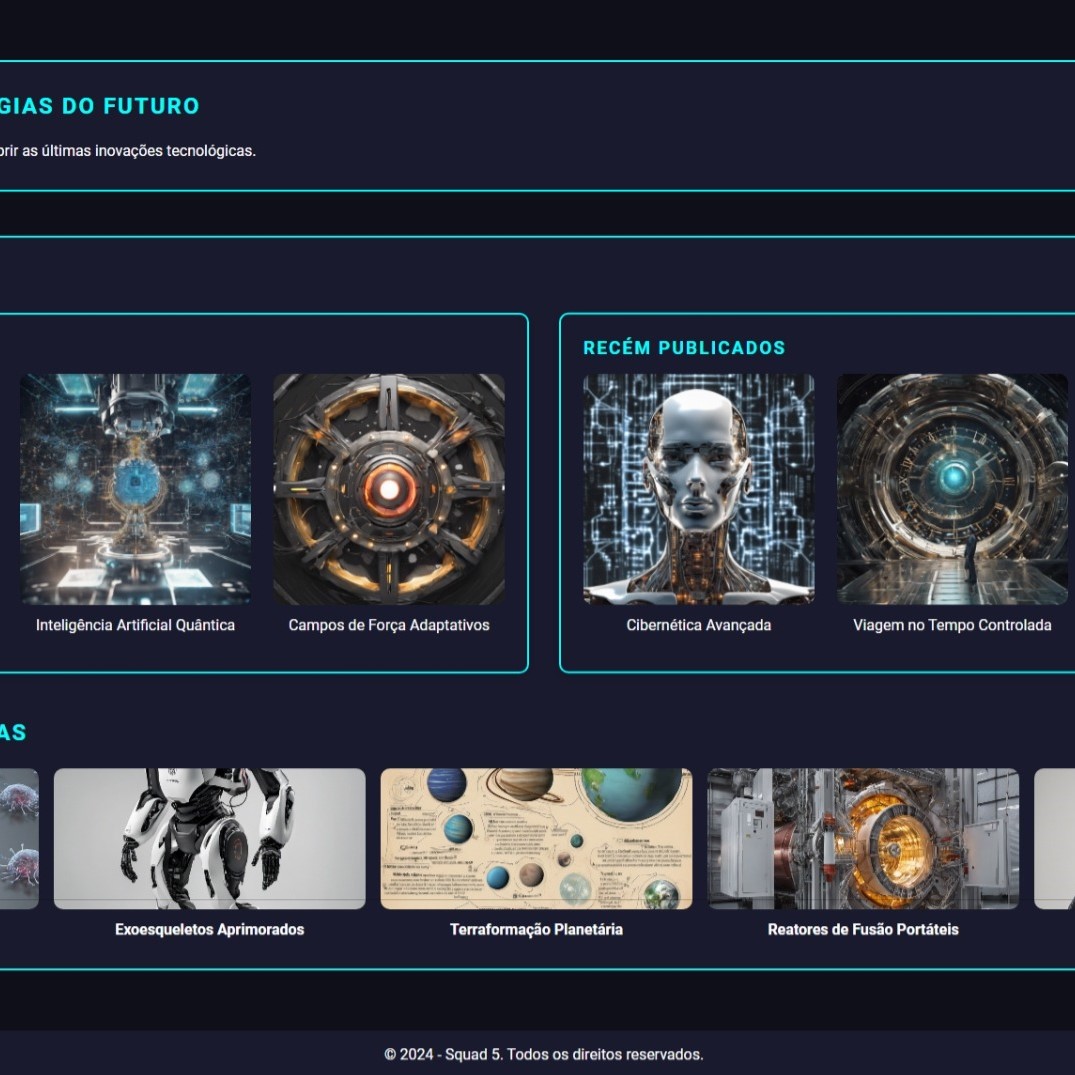 GIAS DO FUTURO
rir as últimas inovações tecnológicas.
RECÉM PUBLICADOS
Inteligência Artificial Quântica
Campos de Força Adaptativos
Cibernética Avançada
Viagem no Tempo Controlada
AS
Exoesqueletos Aprimorados
Terraformação Planetária
Reatores de Fusão Portáteis
© 2024 - Squad 5. Todos os direitos reservados.